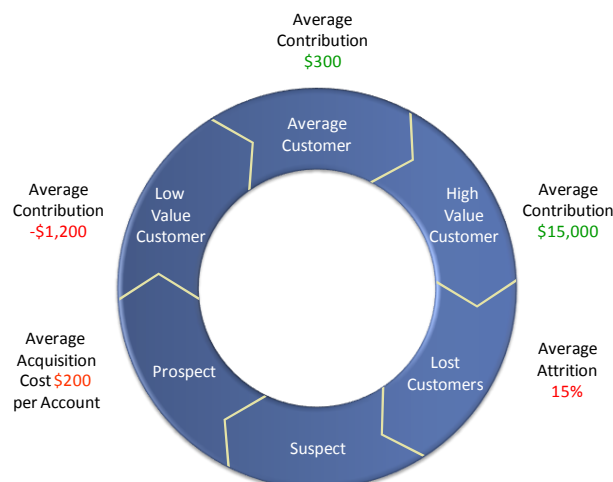 Average
Contribution
$300
Average
Customer
High
Value
Customer
Average
Contribution
$15,000
Lost
Customers
Average
Attrition
15%
Suspect
Prospect
Average
Acquisition
Cost $200
per Account
Low
Value
Customer
Average
Contribution
-$1,200